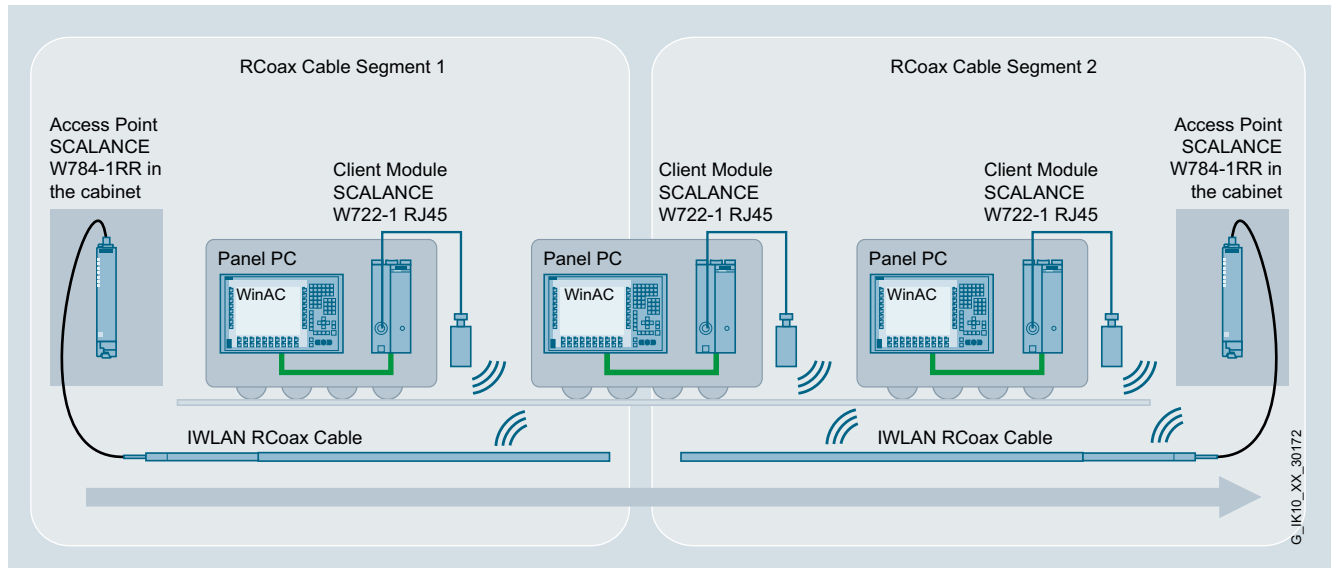 RCoax Cable Segment 1
RCoax Cable Segment 2
Access Point
SCALANCE
W784-1RR in
the cabinet
Client Module
SCALANCE
W722-1 RJ45
Client Module
SCALANCE
W722-1 RJ45
Client Module
SCALANCE
W722-1 RJ45
Access Point
SCALANCE
W784-1RR in
the cabinet
Panel PC
WinAC
Panel PC
WinAC
Panel PC
WinAC
IWLAN RCoax Cable
IWLAN RCoax Cable
G_IK10_XX_30172